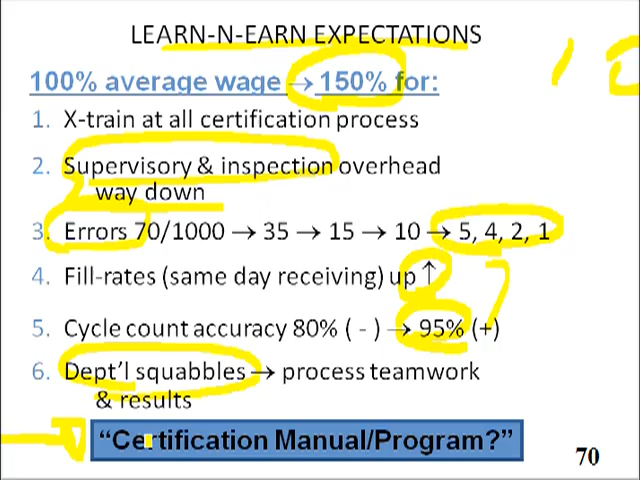 LEARN-N-EARN EXPECTATIONS
100% average wage → 150% for:
1. X-train at all certification process
2. Supervisory & inspection overhead
way down
3. Errors 70/1000 → 35 → 15 → 10 → 5, 4, 2, 1
4. Fill-rates (same day receiving) up ↑
5. Cycle count accuracy 80% ( - ) → 95% (+)
6. Dept'l squabbles → process teamwork
& results
“Certification Manual/Program?”
70